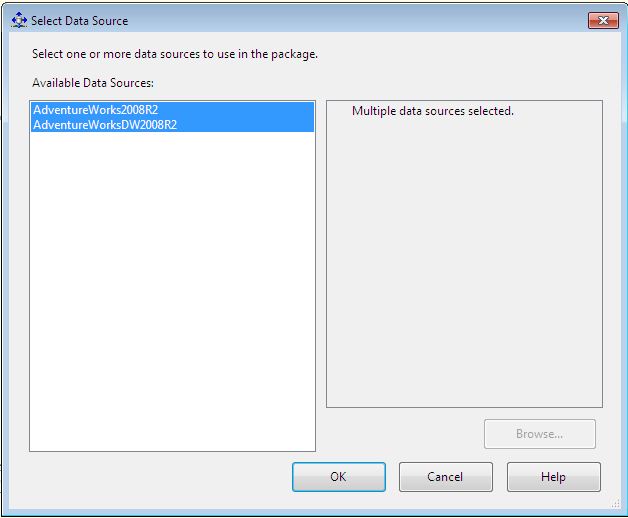 Select Data Source
Select one or more data sources to use in the package.
Available Data Sources:
AdventureWorks2008R2
AdventureWorksDW2008R2
Multiple data sources selected.
Browse...
OK
Cancel
Help